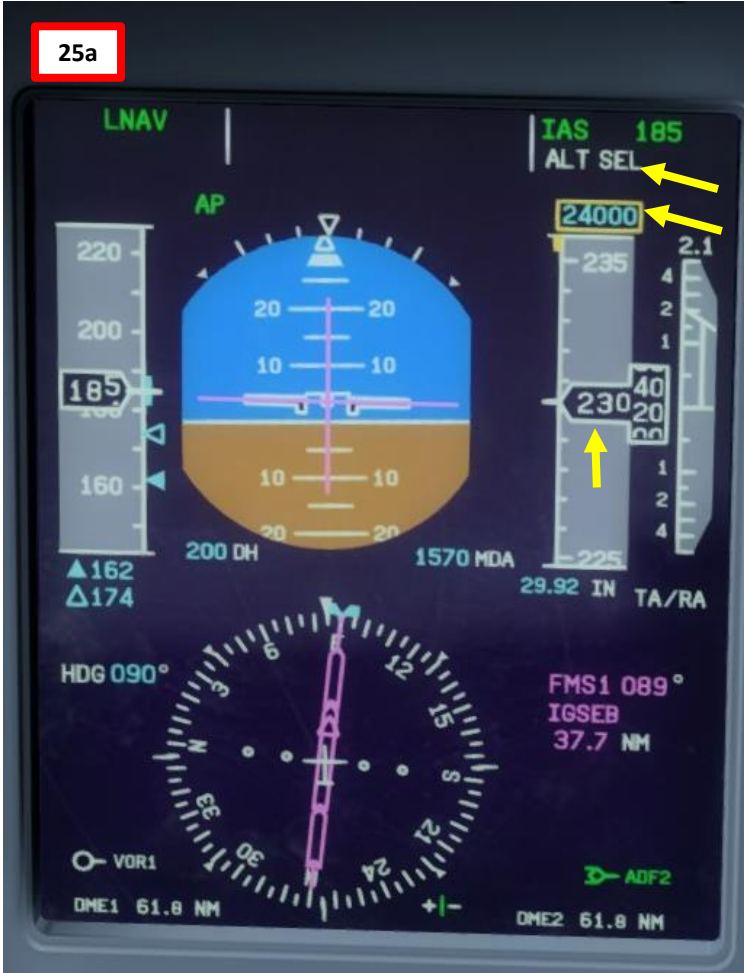 25a
LNAV
IAS 185
ALT SEL
AP
24000
220
200
185
160
162
174
20 20
10 10
10 10
20 20
200 DH
1570 MDA
2.1
235
4
2
1
230
40
20
00
1
2
4
225
29.92 IN
TA/RA
HDG 090°
FMS1 089°
IGSEB
37.7 NM
N
3
6
E
12
15
S
21
24
30
33
VOR1
ADF2
DME1 61.8 NM
+|-
DME2 61.8 NM